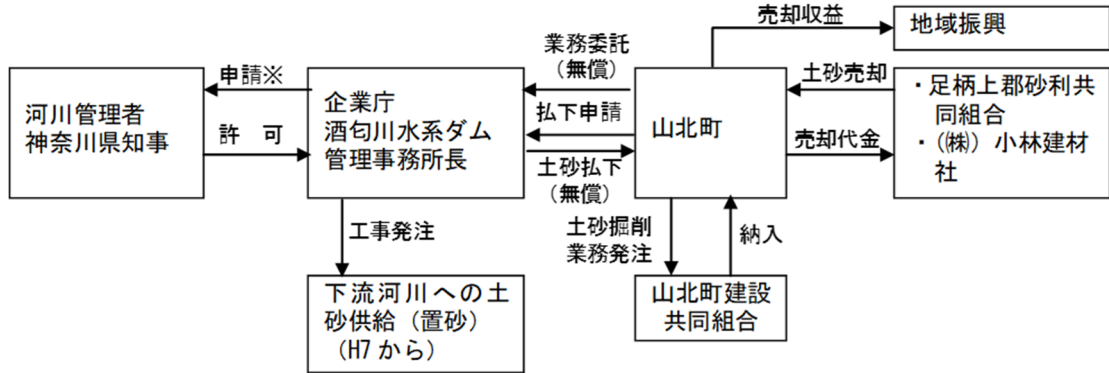 売却収益
地域振興
業務委託
（無償）
土砂売却
申請※
払下申請
河川管理者
神奈川県知事
許　可
企業庁
酒匂川水系ダム
管理事務所長
山北町
・足柄上郡砂利共
同組合
・（㈱）小林建材
社
売却代金
土砂払下
（無償）
工事発注
土砂掘削
業務発注
納入
下流河川への土
砂供給（置砂）
（H7から）
山北町建設
共同組合